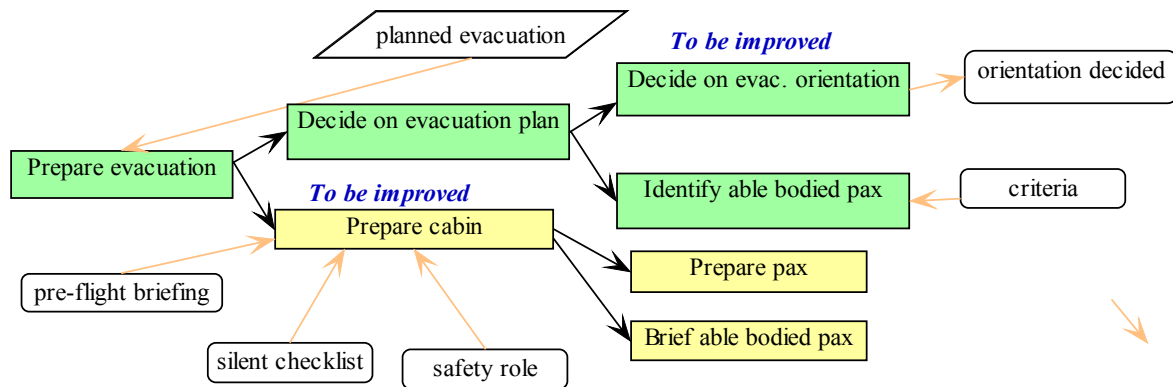 planned evacuation
To be improved
Decide on evac. orientation
orientation decided
Decide on evacuation plan
Prepare evacuation
Identify able bodied pax
criteria
To be improved
Prepare cabin
Prepare pax
pre-flight briefing
Brief able bodied pax
silent checklist
safety role